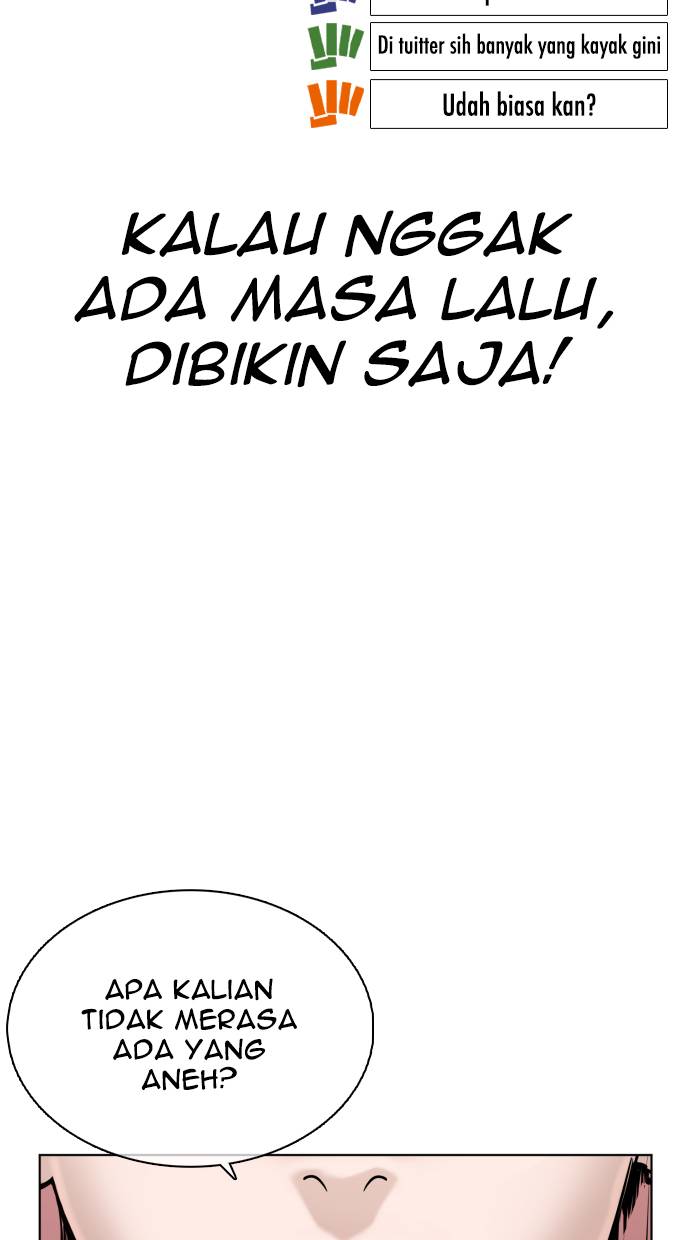 Di tuitter sih banyak yang kayak gini
Udah biasa kan?
KALAU NGGAK
ADA MASA LALU,
DIBIKIN SAJA!
APA KALIAN
TIDAK MERASA
ADA YANG
ANEH?